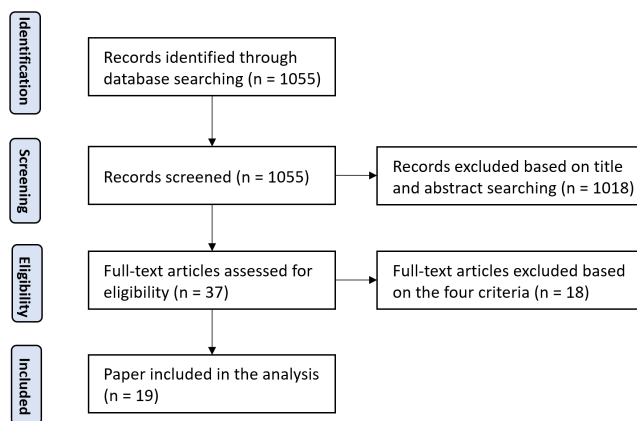 Identification
Records identified through
database searching (n = 1055)
Screening
Records screened (n = 1055)
Records excluded based on title
and abstract searching (n = 1018)
Eligibility
Full-text articles assessed for
eligibility (n = 37)
Full-text articles excluded based
on the four criteria (n = 18)
Included
Paper included in the analysis
(n = 19)